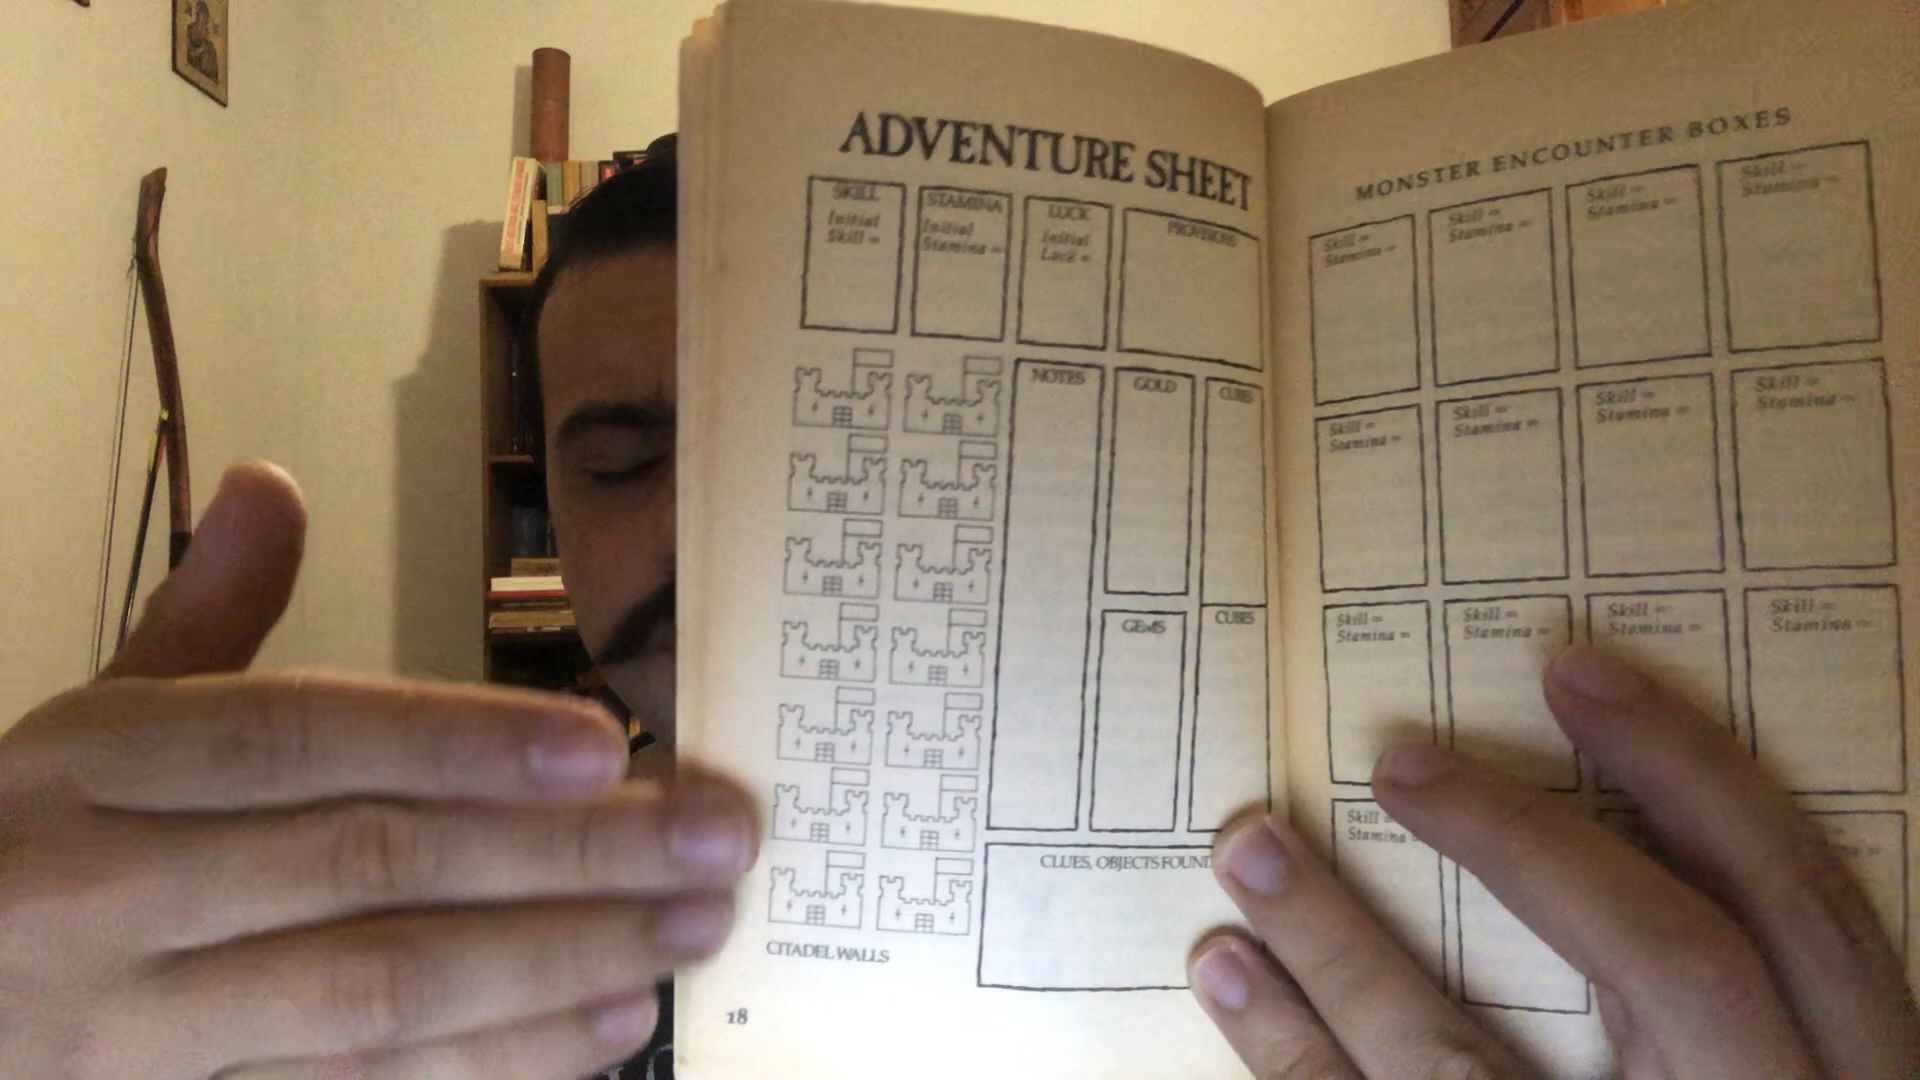 ADVENTURE SHEET
SKILL
Initial
Skill =
STAMINA
Initial
Stamina =
LUCK
Initial
Luck =
PROVISIONS
NOTES
GOLD
CUBES
GEMS
CUBES
CLUES, OBJECTS FOUND
CITADEL WALLS
18
MONSTER ENCOUNTER BOXES
Skill =
Stamina =
Skill =
Stamina =
Skill =
Stamina =
Skill =
Stamina =
Skill =
Stamina =
Skill =
Stamina =
Skill =
Stamina =
Skill =
Stamina =
Skill =
Stamina =
Skill =
Stamina =
Skill =
Stamina =
Skill =
Stamina =
Skill =
Stamina